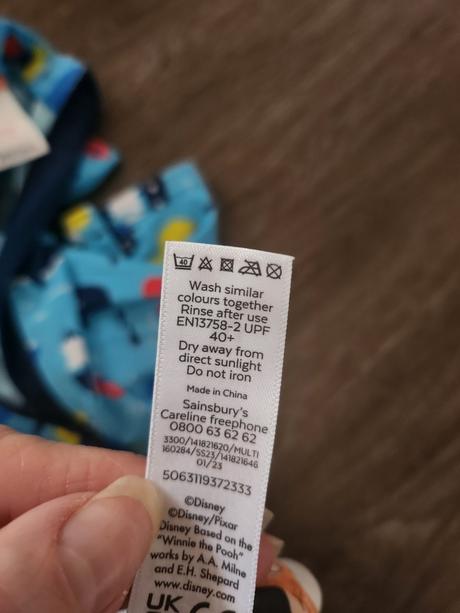 40
Wash similar
colours together
Rinse after use
EN13758-2 UPF
40+
Dry away from
direct sunlight
Do not iron
Made in China
Sainsbury's
Careline freephone
0800 63 62 62
3300/141821620/MULTI
160284/SS23/141821646
01/23
5063119372333
©Disney
©Disney/Pixar
Disney Based on the
"Winnie the Pooh"
works by A.A. Milne
and E.H. Shepard
www.disney.com
UK